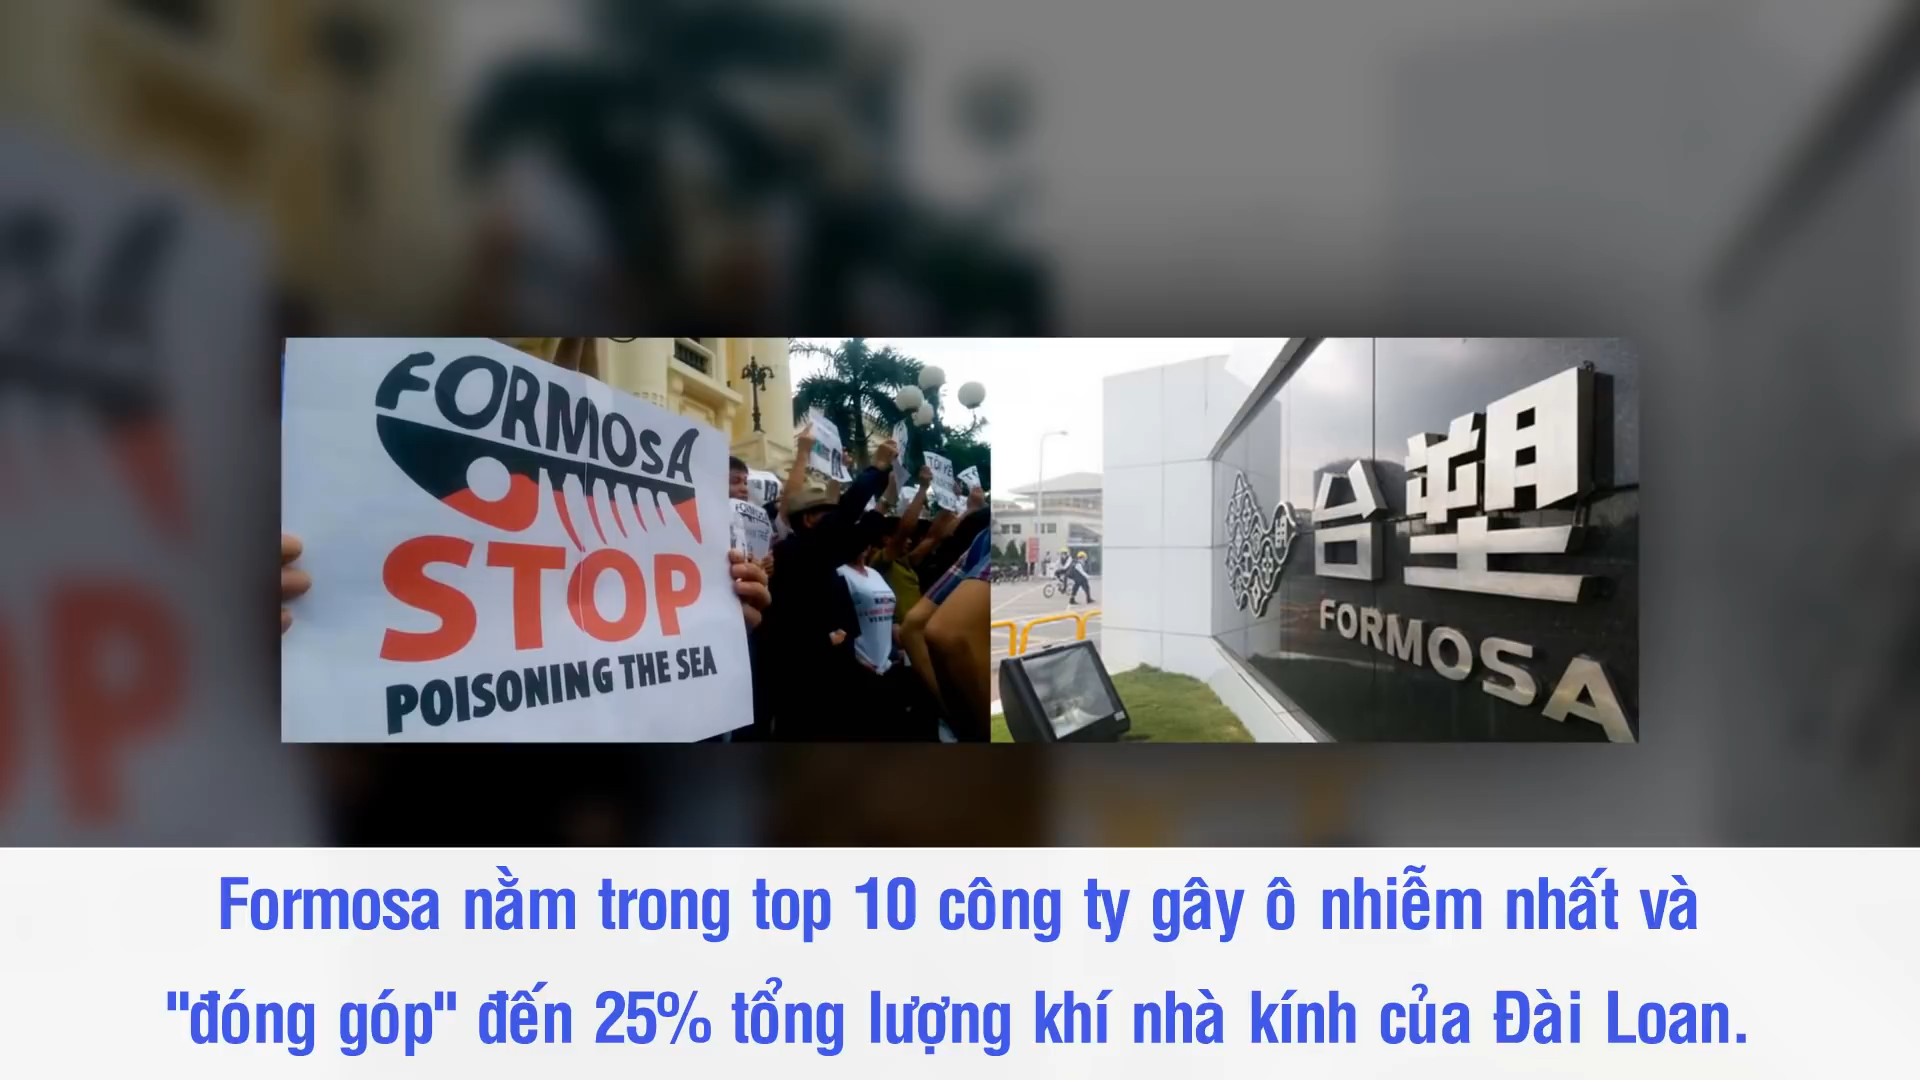 FORMOSA
STOP
POISONING THE SEA
台塑
FORMOSA
Formosa nằm trong top 10 công ty gây ô nhiễm nhất và
"đóng góp" đến 25% tổng lượng khí nhà kính của Đài Loan.